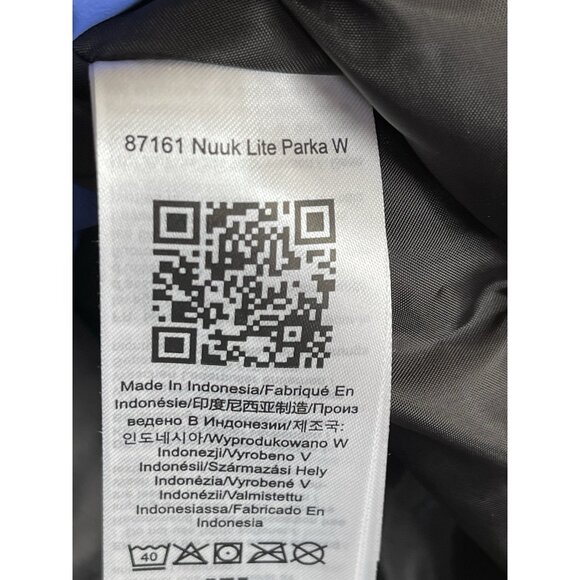 87161 Nuuk Lite Parka W
Made In Indonesia/Fabriqué En
Indonésie/印度尼西亚制造/Произ
ведено В Индонезии/제조국:
인도네시아/Wyprodukowano W
Indonezji/Vyrobeno V
Indonésii/Származási Hely
Indonézia/Vyrobené V
Indonézii/Valmistettu
Indonesiassa/Fabricado En
Indonesia
40